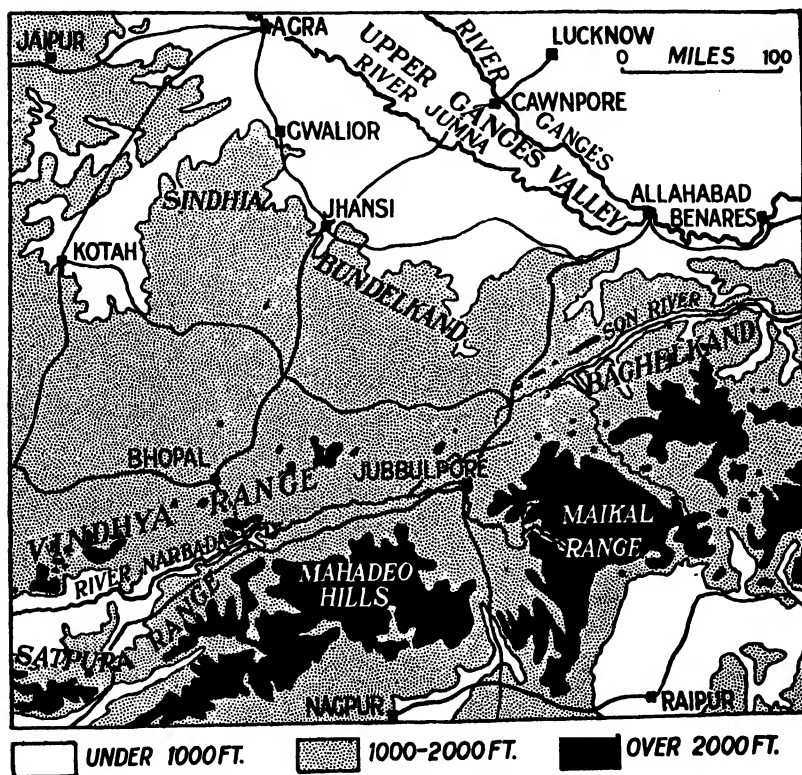 JAIPUR
AGRA
LUCKNOW
0 MILES 100
UPPER GANGES VALLEY
RIVER GANGES
RIVER JUMNA
CAWNPORE
GWALIOR
SINDHIA
JHANSI
ALLAHABAD
BENARES
KOTAH
BUNDELKAND
SON RIVER
BAGHELKAND
BHOPAL
JUBBULPORE
VINDHYA RANGE
MAIKAL
RANGE
RIVER NARBADA
MAHADEO
HILLS
SATPURA RANGE
NAGPUR
RAIPUR
UNDER 1000 FT.
1000-2000 FT.
OVER 2000 FT.